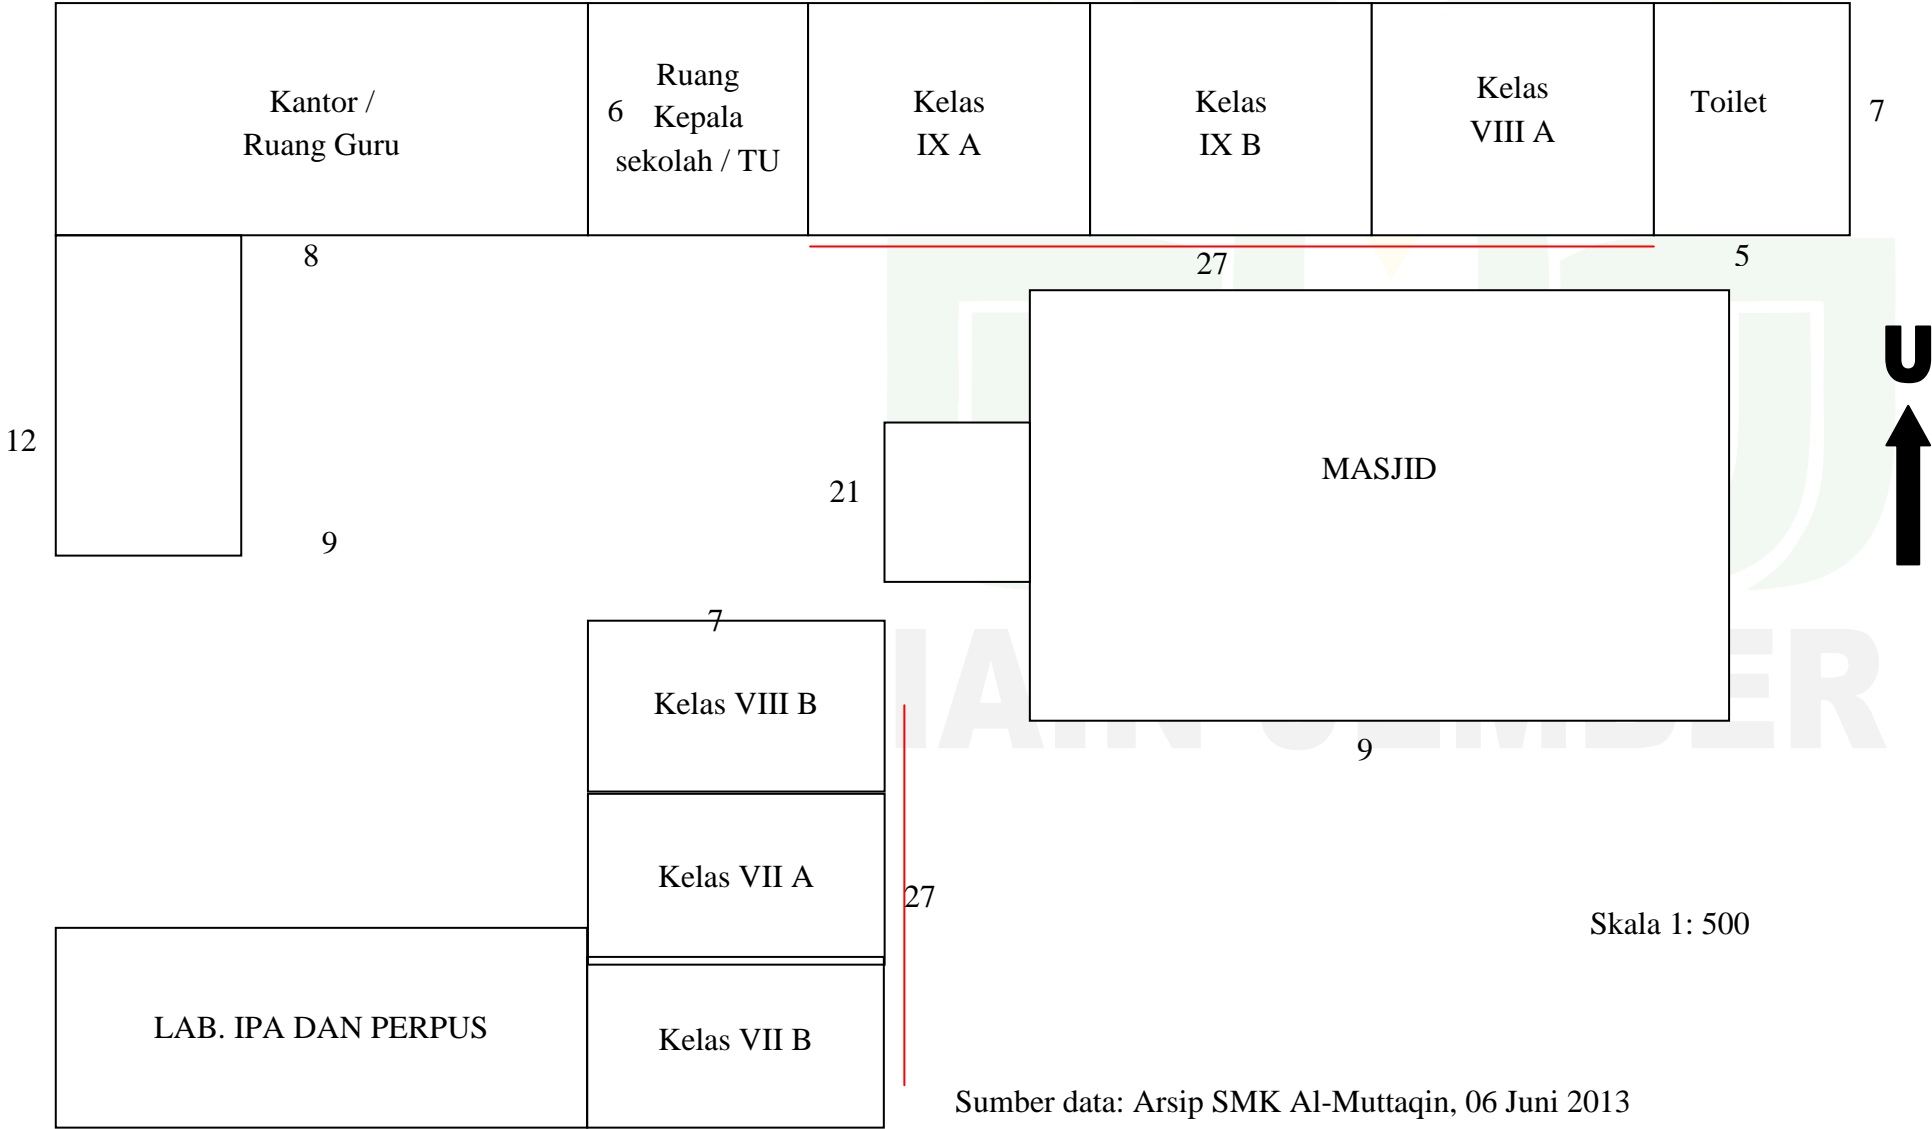 Kantor /
Ruang Guru
6
Ruang
Kepala
sekolah / TU
Kelas
IX A
Kelas
IX B
Kelas
VIII A
Toilet
7
8
27
5
U
12
21
MASJID
9
7
Kelas VIII B
IAIN JEMBER
9
Kelas VII A
27
Skala 1: 500
LAB. IPA DAN PERPUS
Kelas VII B
Sumber data: Arsip SMK Al-Muttaqin, 06 Juni 2013